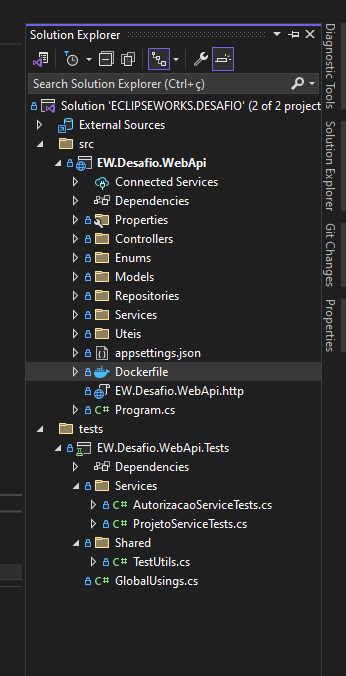 Solution Explorer
Search Solution Explorer (Ctrl+ç)
Solution 'ECLIPSEWORKS.DESAFIO' (2 of 2 project
External Sources
src
EW.Desafio.WebApi
Connected Services
Dependencies
Properties
Controllers
Enums
Models
Repositories
Services
Uteis
appsettings.json
Dockerfile
EW.Desafio.WebApi.http
C# Program.cs
tests
EW.Desafio.WebApi.Tests
Dependencies
Services
C# AutorizacaoServiceTests.cs
C# ProjetoServiceTests.cs
Shared
C# TestUtils.cs
C# GlobalUsings.cs
Diagnostic Tools
Solution Explorer
Git Changes
Properties